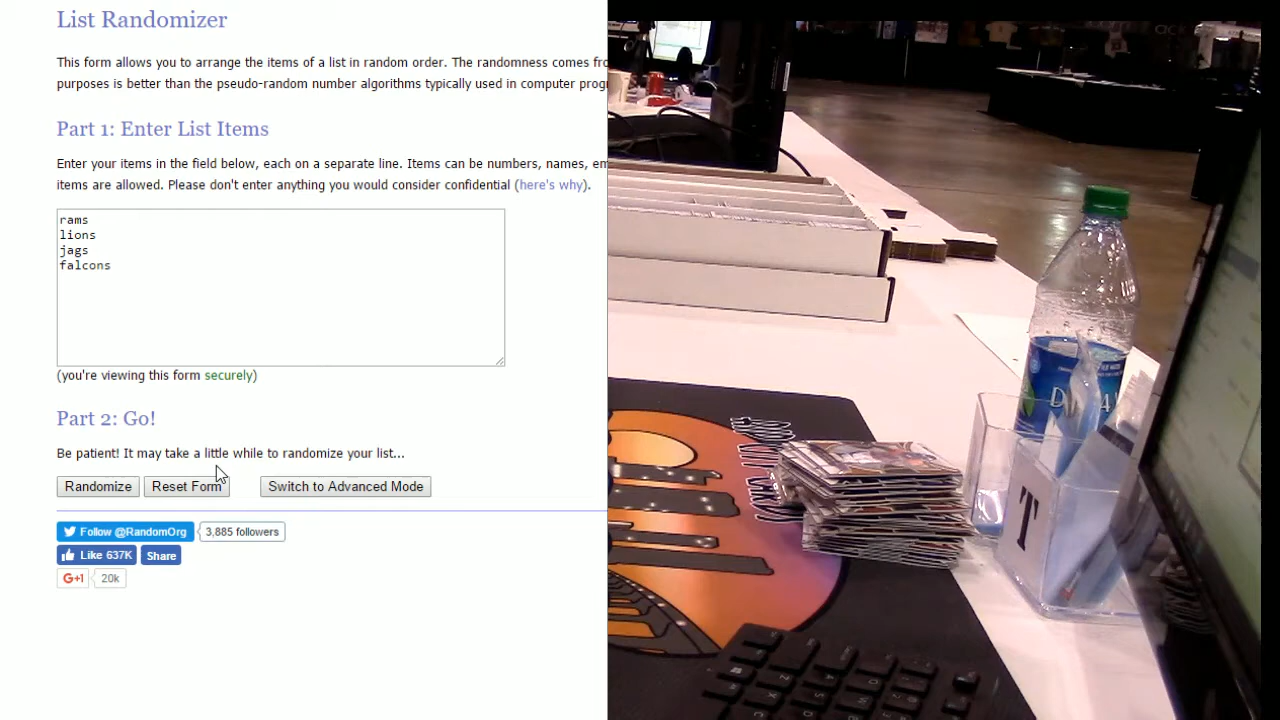 List Randomizer
This form allows you to arrange the items of a list in random order. The randomness comes fro
purposes is better than the pseudo-random number algorithms typically used in computer prog
Part 1: Enter List Items
Enter your items in the field below, each on a separate line. Items can be numbers, names, em
items are allowed. Please don't enter anything you would consider confidential (here's why).
rams
lions
jags
falcons
(you're viewing this form securely)
Part 2: Go!
Be patient! It may take a little while to randomize your list...
Randomize Reset Form Switch to Advanced Mode
Follow @RandomOrg 3,885 followers
Like 637K Share
G+1 20k
T